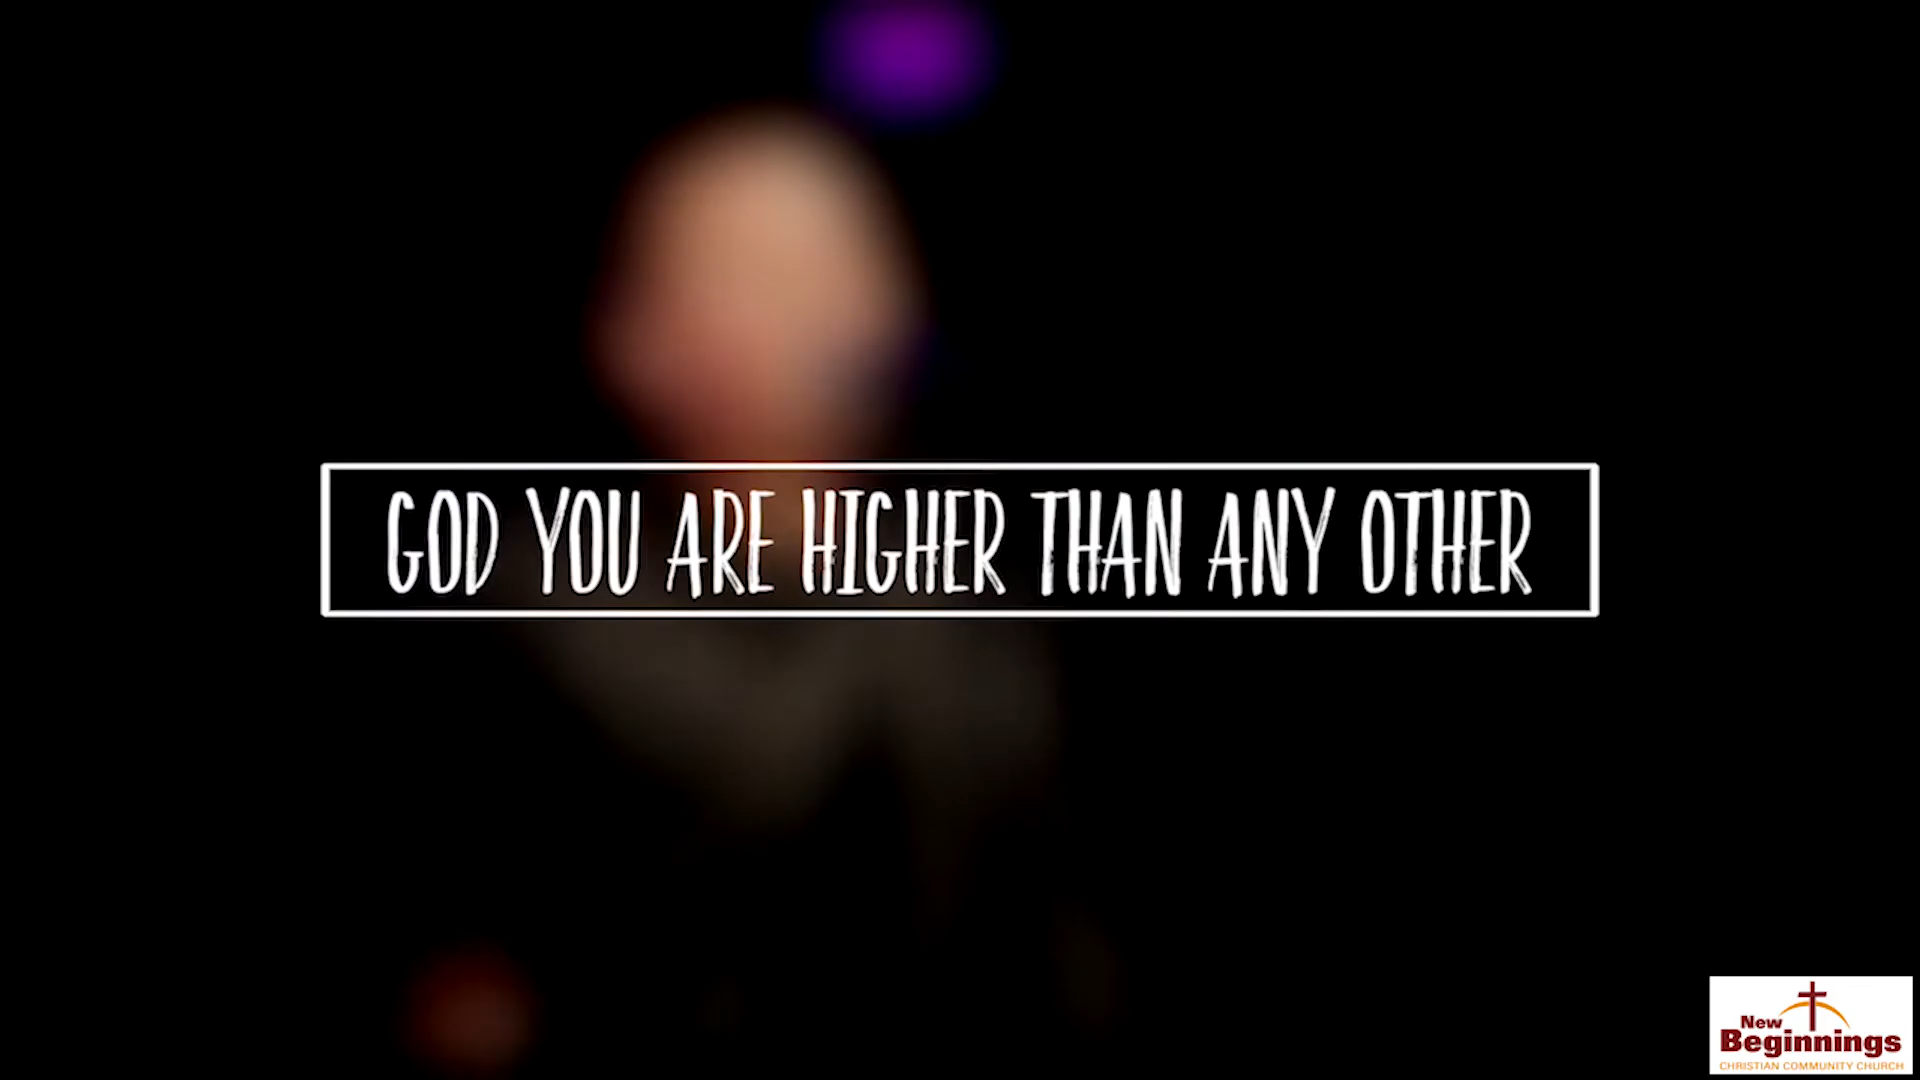 GOD YOU ARE HIGHER THAN ANY OTHER
New
Beginnings
CHRISTIAN COMMUNITY CHURCH